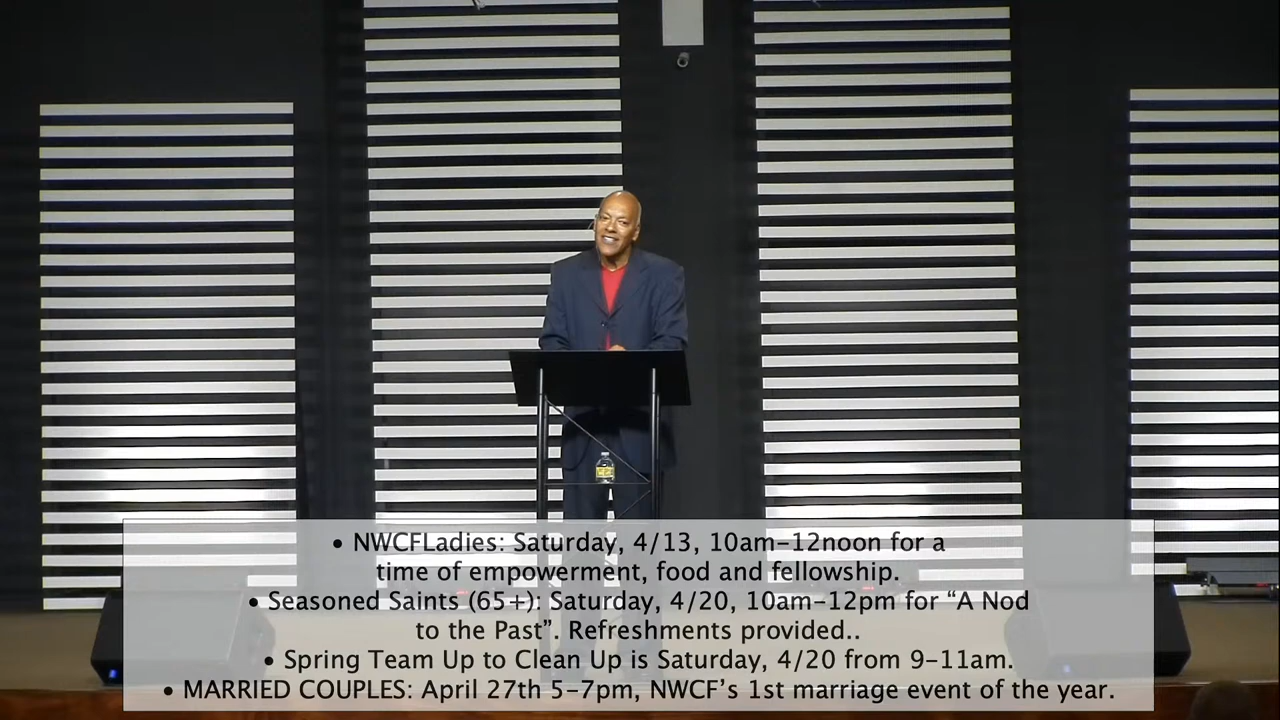 • NWCFLadies: Saturday, 4/13, 10am-12noon for a
time of empowerment, food and fellowship.
• Seasoned Saints (65+): Saturday, 4/20, 10am-12pm for “A Nod
to the Past”. Refreshments provided..
• Spring Team Up to Clean Up is Saturday, 4/20 from 9-11am.
• MARRIED COUPLES: April 27th 5-7pm, NWCF’s 1st marriage event of the year.